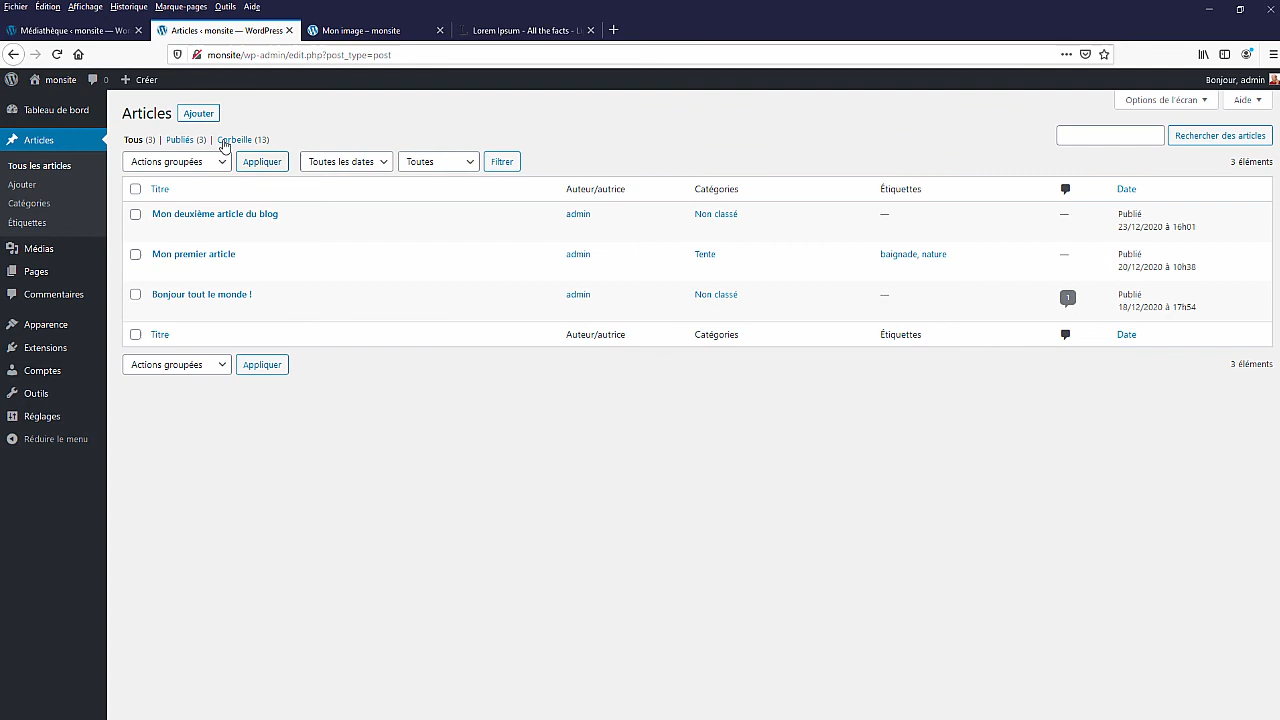 Fichier Édition Affichage Historique Marque-pages Outils Aide
Médiathèque ‹ monsite — Wor Articles ‹ monsite — WordPress Mon image – monsite Lorem Ipsum - All the facts - Li
monsite/wp-admin/edit.php?post_type=post
monsite 0 Créer Bonjour, admin
Options de l'écran Aide
Tableau de bord
Articles
Tous les articles
Ajouter
Catégories
Étiquettes
Médias
Pages
Commentaires
Apparence
Extensions
Comptes
Outils
Réglages
Réduire le menu
Articles Ajouter
Tous (3) | Publiés (3) | Corbeille (13)
Rechercher des articles
Actions groupées Appliquer Toutes les dates Toutes Filtrer 3 éléments
Titre Auteur/autrice Catégories Étiquettes Date
Mon deuxième article du blog admin Non classé — — Publié
23/12/2020 à 16h01
Mon premier article admin Tente baignade, nature — Publié
20/12/2020 à 10h38
Bonjour tout le monde ! admin Non classé — 1 Publié
18/12/2020 à 17h54
Titre Auteur/autrice Catégories Étiquettes Date
Actions groupées Appliquer 3 éléments